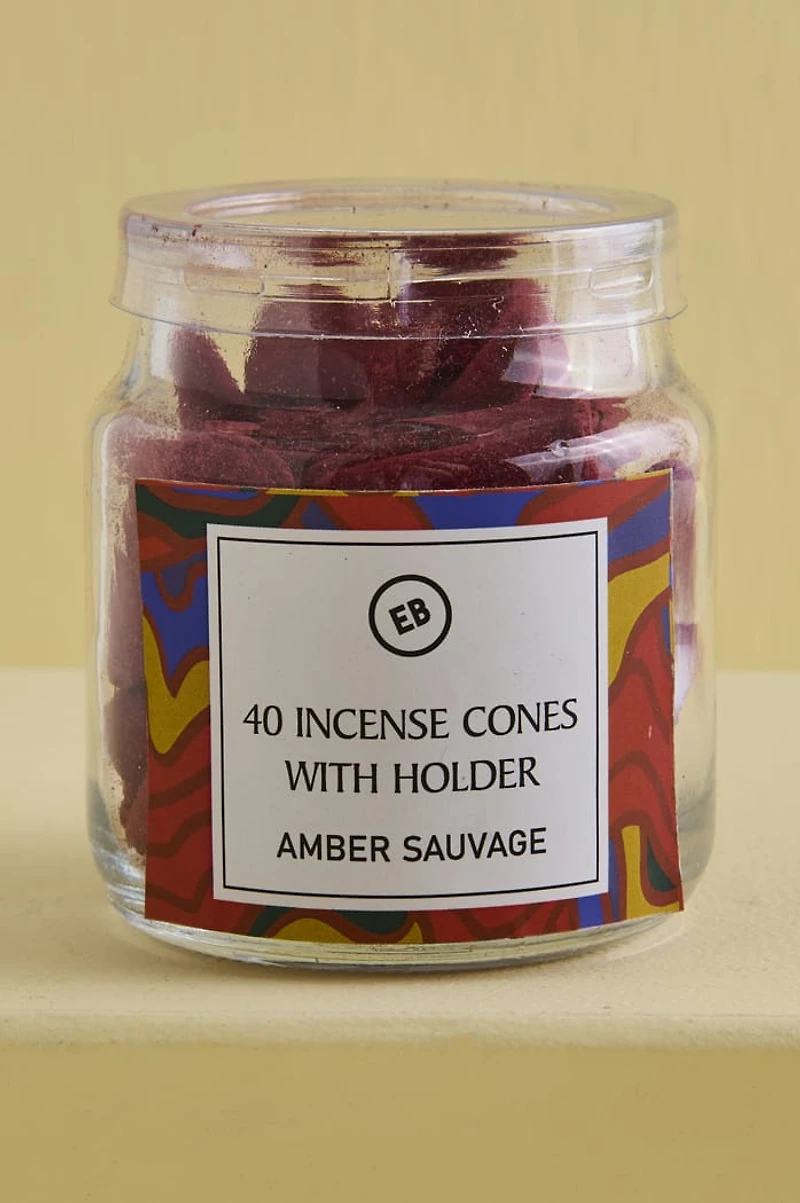 EB
40 INCENSE CONES
WITH HOLDER
AMBER SAUVAGE